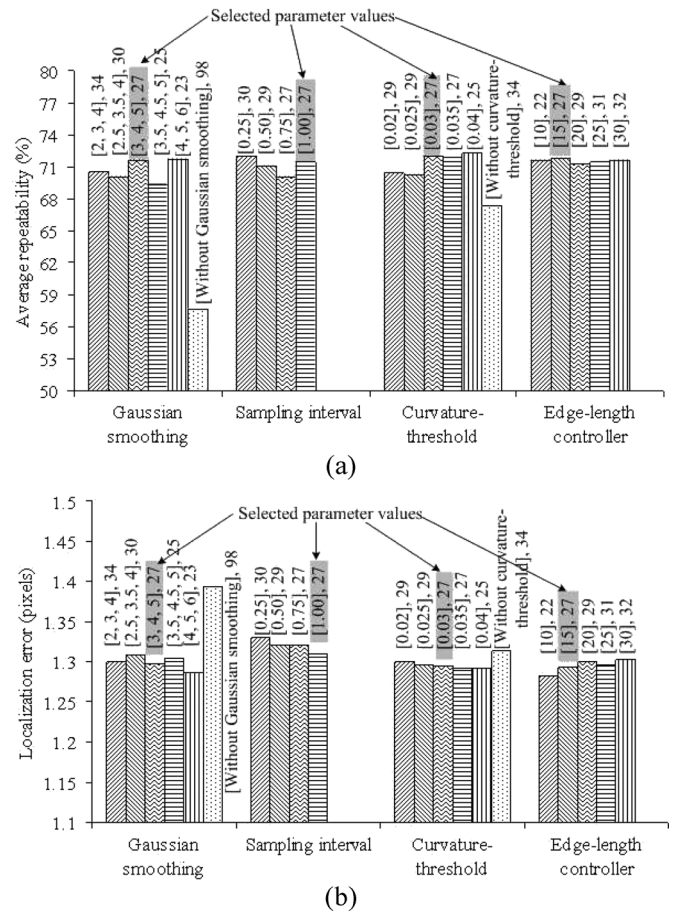 Selected parameter values
Average repeatability (%)
80
77
74
71
68
65
62
59
56
53
50
[2, 3, 4], 34
[2.5, 3.5, 4], 30
[3, 4, 5], 27
[3.5, 4.5, 5], 25
[4, 5, 6], 23
[Without Gaussian smoothing], 98
[0.25], 30
[0.50], 29
[0.75], 27
[1.00], 27
[0.02], 29
[0.025], 29
[0.03], 27
[0.035], 27
[0.04], 25
[Without curvature-
threshold], 34
[10], 22
[15], 27
[20], 29
[25], 31
[30], 32
Gaussian
smoothing
Sampling interval
Curvature-
threshold
Edge-length
controller
(a)
Selected parameter values
Localization error (pixels)
1.5
1.45
1.4
1.35
1.3
1.25
1.2
1.15
1.1
[2, 3, 4], 34
[2.5, 3.5, 4], 30
[3, 4, 5], 27
[3.5, 4.5, 5], 25
[4, 5, 6], 23
[Without Gaussian smoothing], 98
[0.25], 30
[0.50], 29
[0.75], 27
[1.00], 27
[0.02], 29
[0.025], 29
[0.03], 27
[0.035], 27
[0.04], 25
[Without curvature-
threshold], 34
[10], 22
[15], 27
[20], 29
[25], 31
[30], 32
Gaussian
smoothing
Sampling interval
Curvature-
threshold
Edge-length
controller
(b)